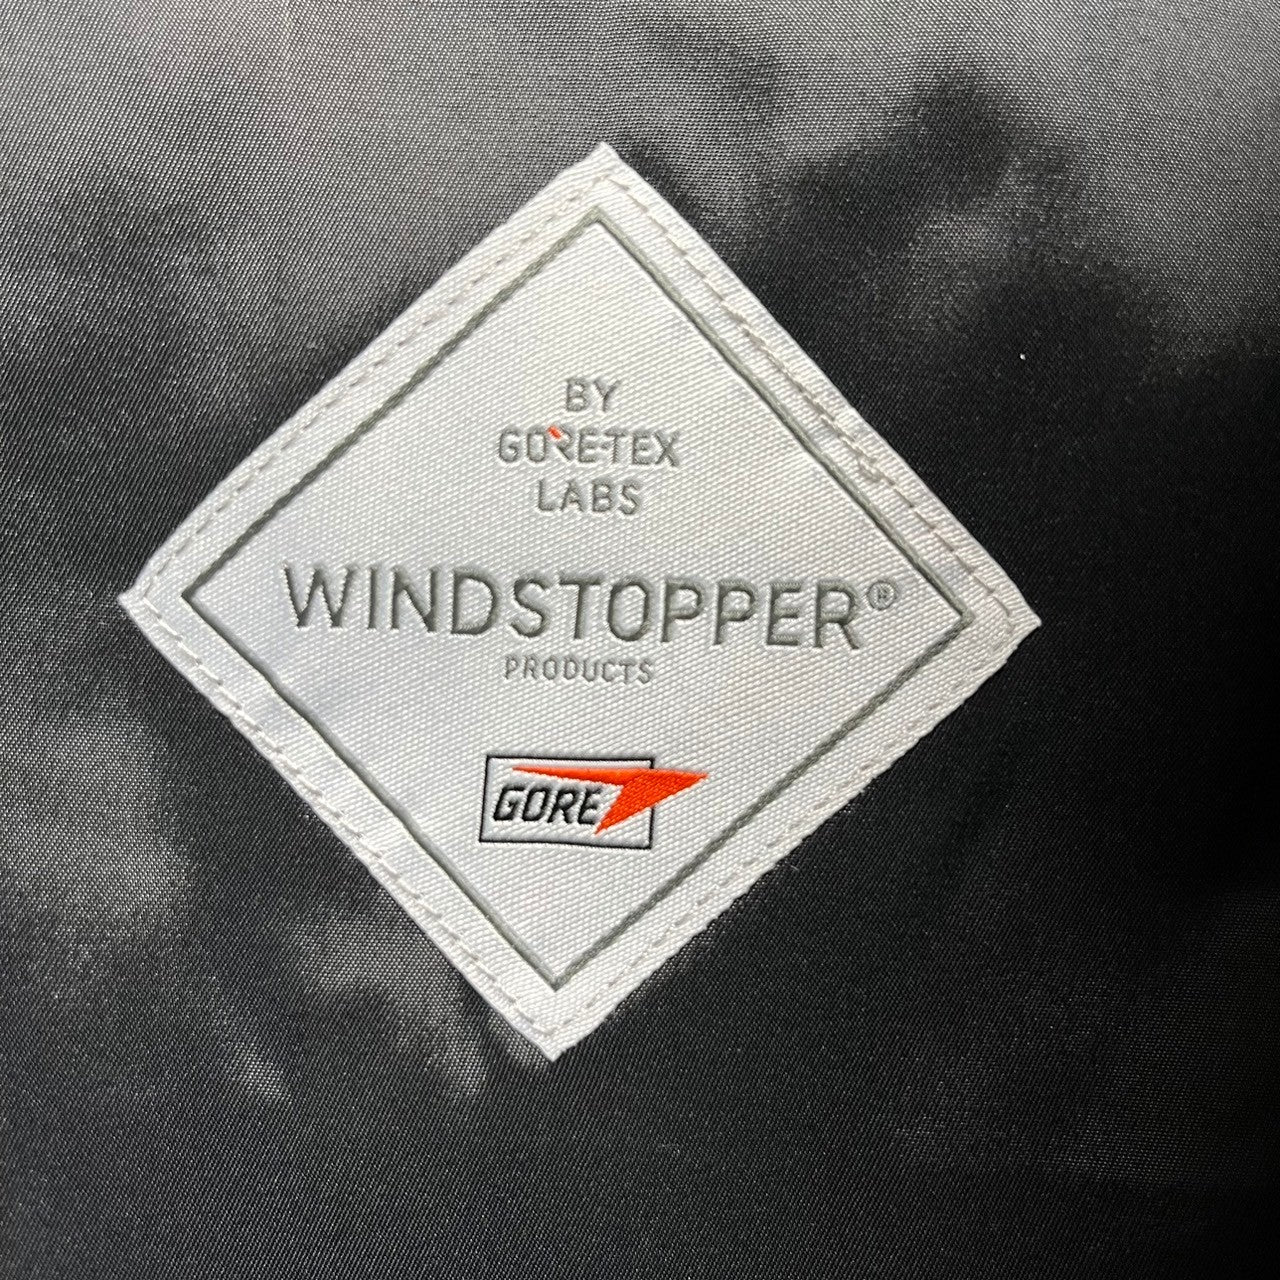 BY
GORE-TEX
LABS
WINDSTOPPER®
PRODUCTS
GORE